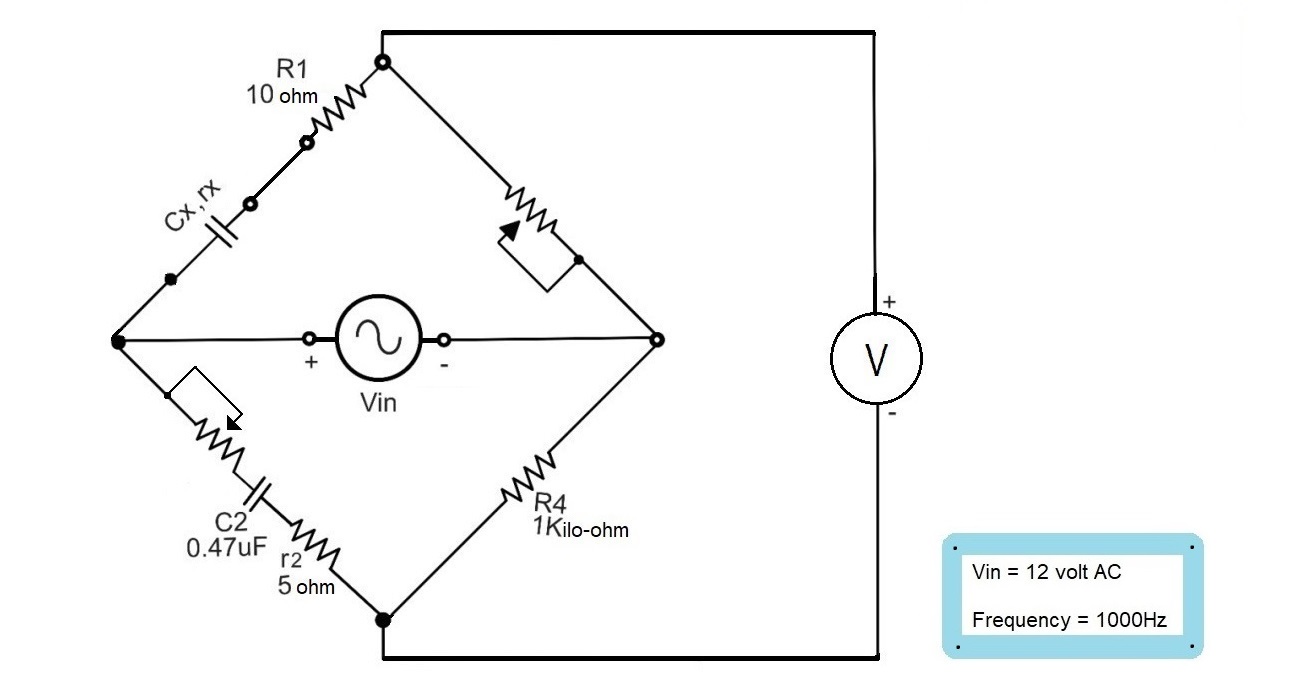 R1
10 ohm
Cx,rx
+
-
Vin
C2
0.47uF
r2
5 ohm
R4
1Kilo-ohm
+
V
-
Vin = 12 volt AC
Frequency = 1000Hz